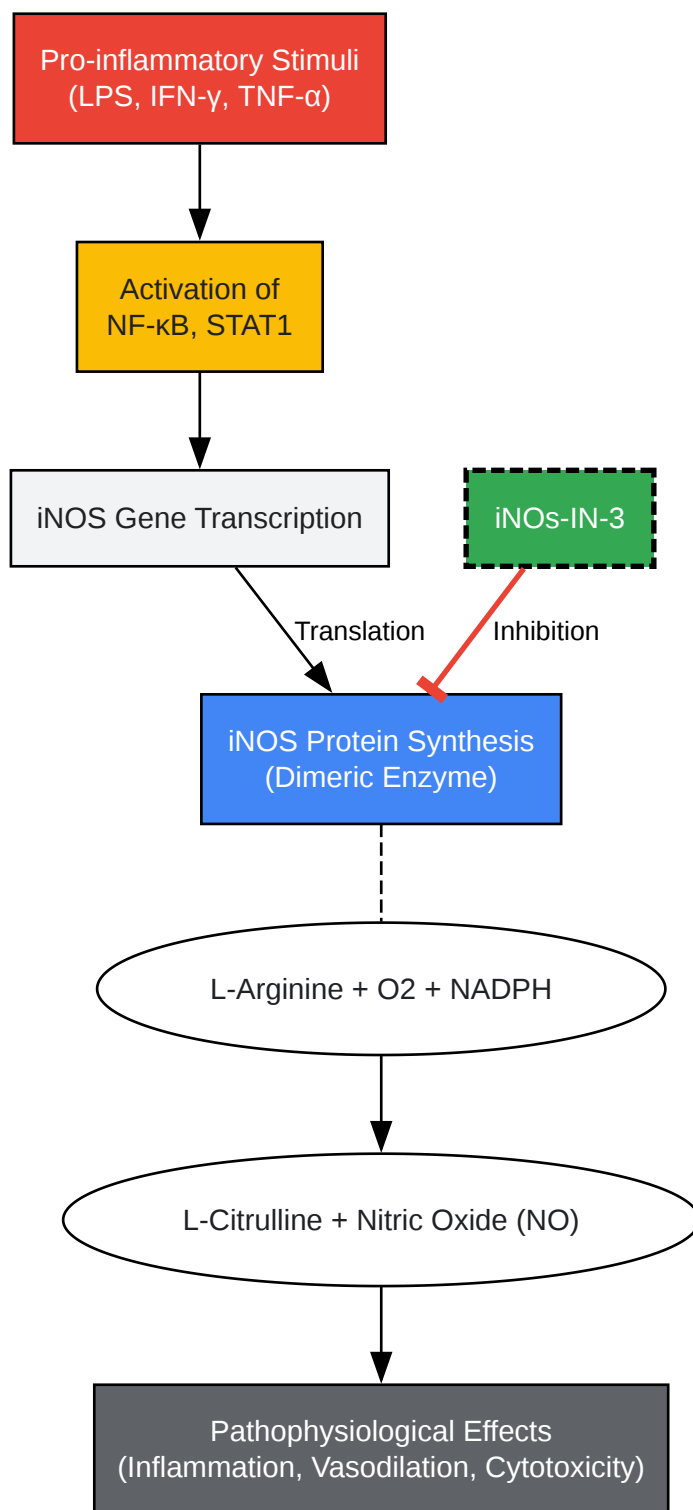 Pro-inflammatory Stimuli
(LPS, IFN-γ, TNF-α)
Activation of
NF-κB, STAT1
iNOS Gene Transcription
iNOs-IN-3
Translation
Inhibition
iNOS Protein Synthesis
(Dimeric Enzyme)
L-Arginine + O2 + NADPH
L-Citrulline + Nitric Oxide (NO)
Pathophysiological Effects
(Inflammation, Vasodilation, Cytotoxicity)